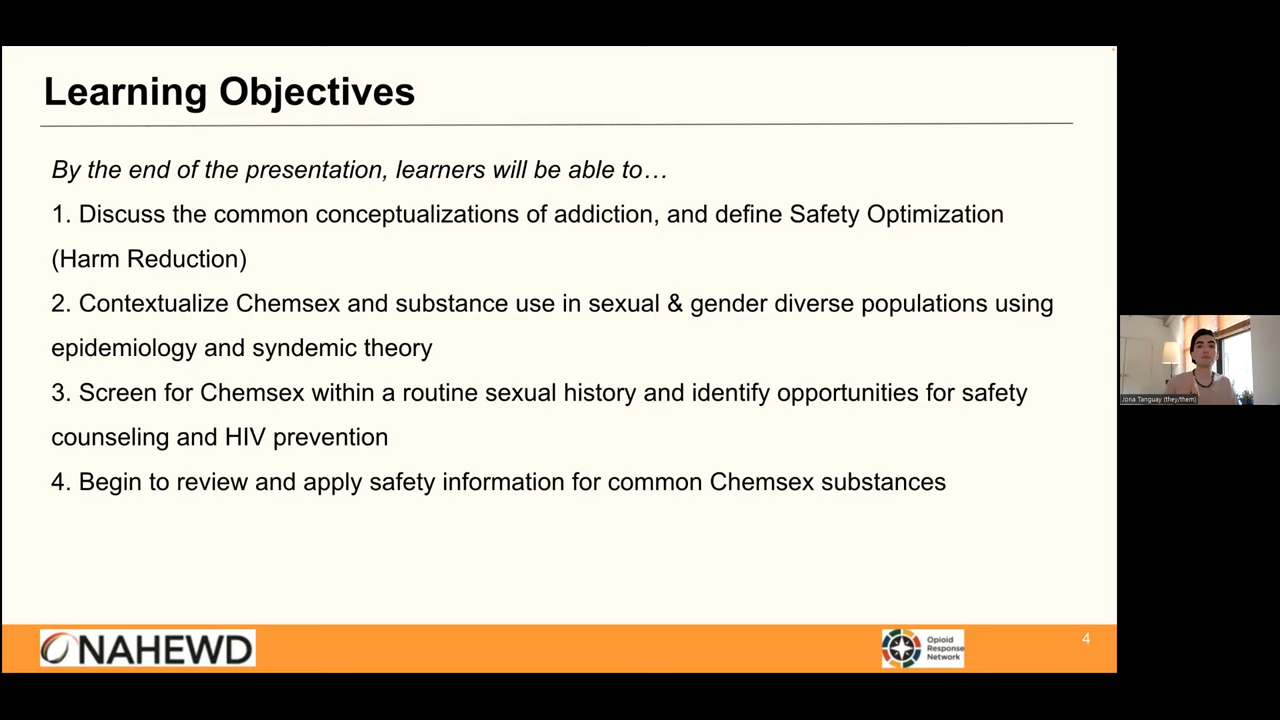 Learning Objectives
By the end of the presentation, learners will be able to…
1. Discuss the common conceptualizations of addiction, and define Safety Optimization
(Harm Reduction)
2. Contextualize Chemsex and substance use in sexual & gender diverse populations using
epidemiology and syndemic theory
3. Screen for Chemsex within a routine sexual history and identify opportunities for safety
counseling and HIV prevention
4. Begin to review and apply safety information for common Chemsex substances
Jona Tanguay (they/them)
NAHEWD
Opioid
Response
Network
4